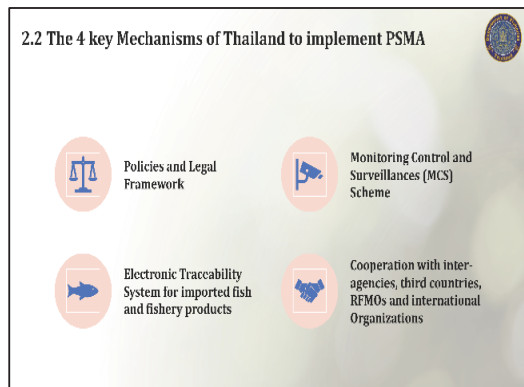 2.2 The 4 key Mechanisms of Thailand to implement PSMA
Policies and Legal
Framework
Monitoring Control and
Surveillances (MCS)
Scheme
Electronic Traceability
System for imported fish
and fishery products
Cooperation with inter-
agencies, third countries,
RFMOs and international
Organizations